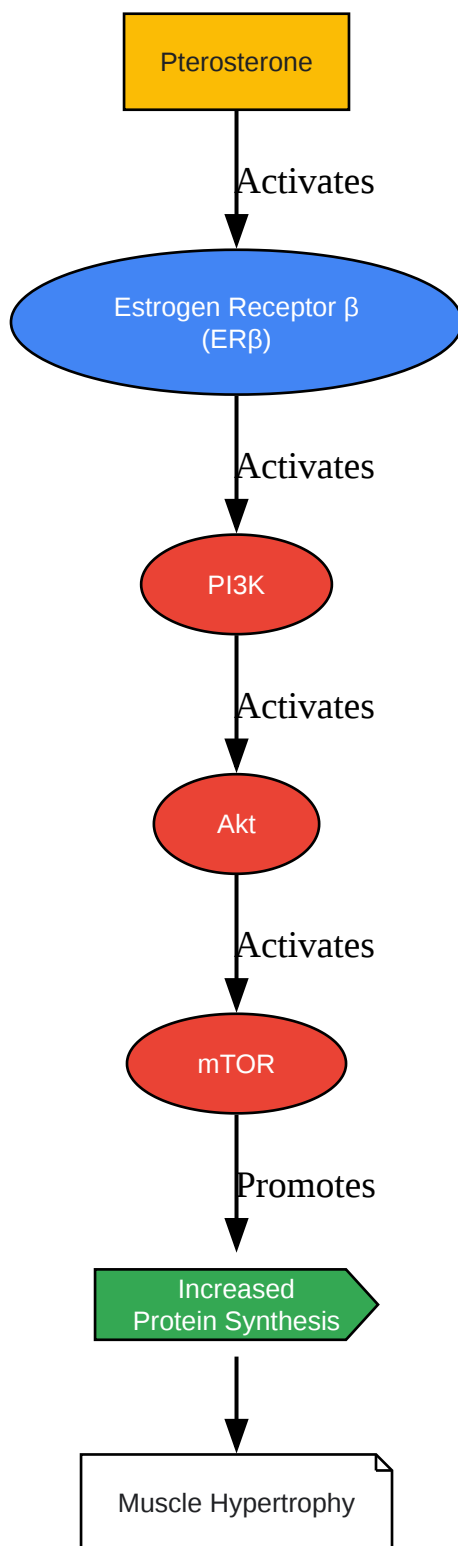 Pterosterone
Activates
Estrogen Receptor β
(ERβ)
Activates
PI3K
Activates
Akt
Activates
mTOR
Promotes
Increased
Protein Synthesis
Muscle Hypertrophy